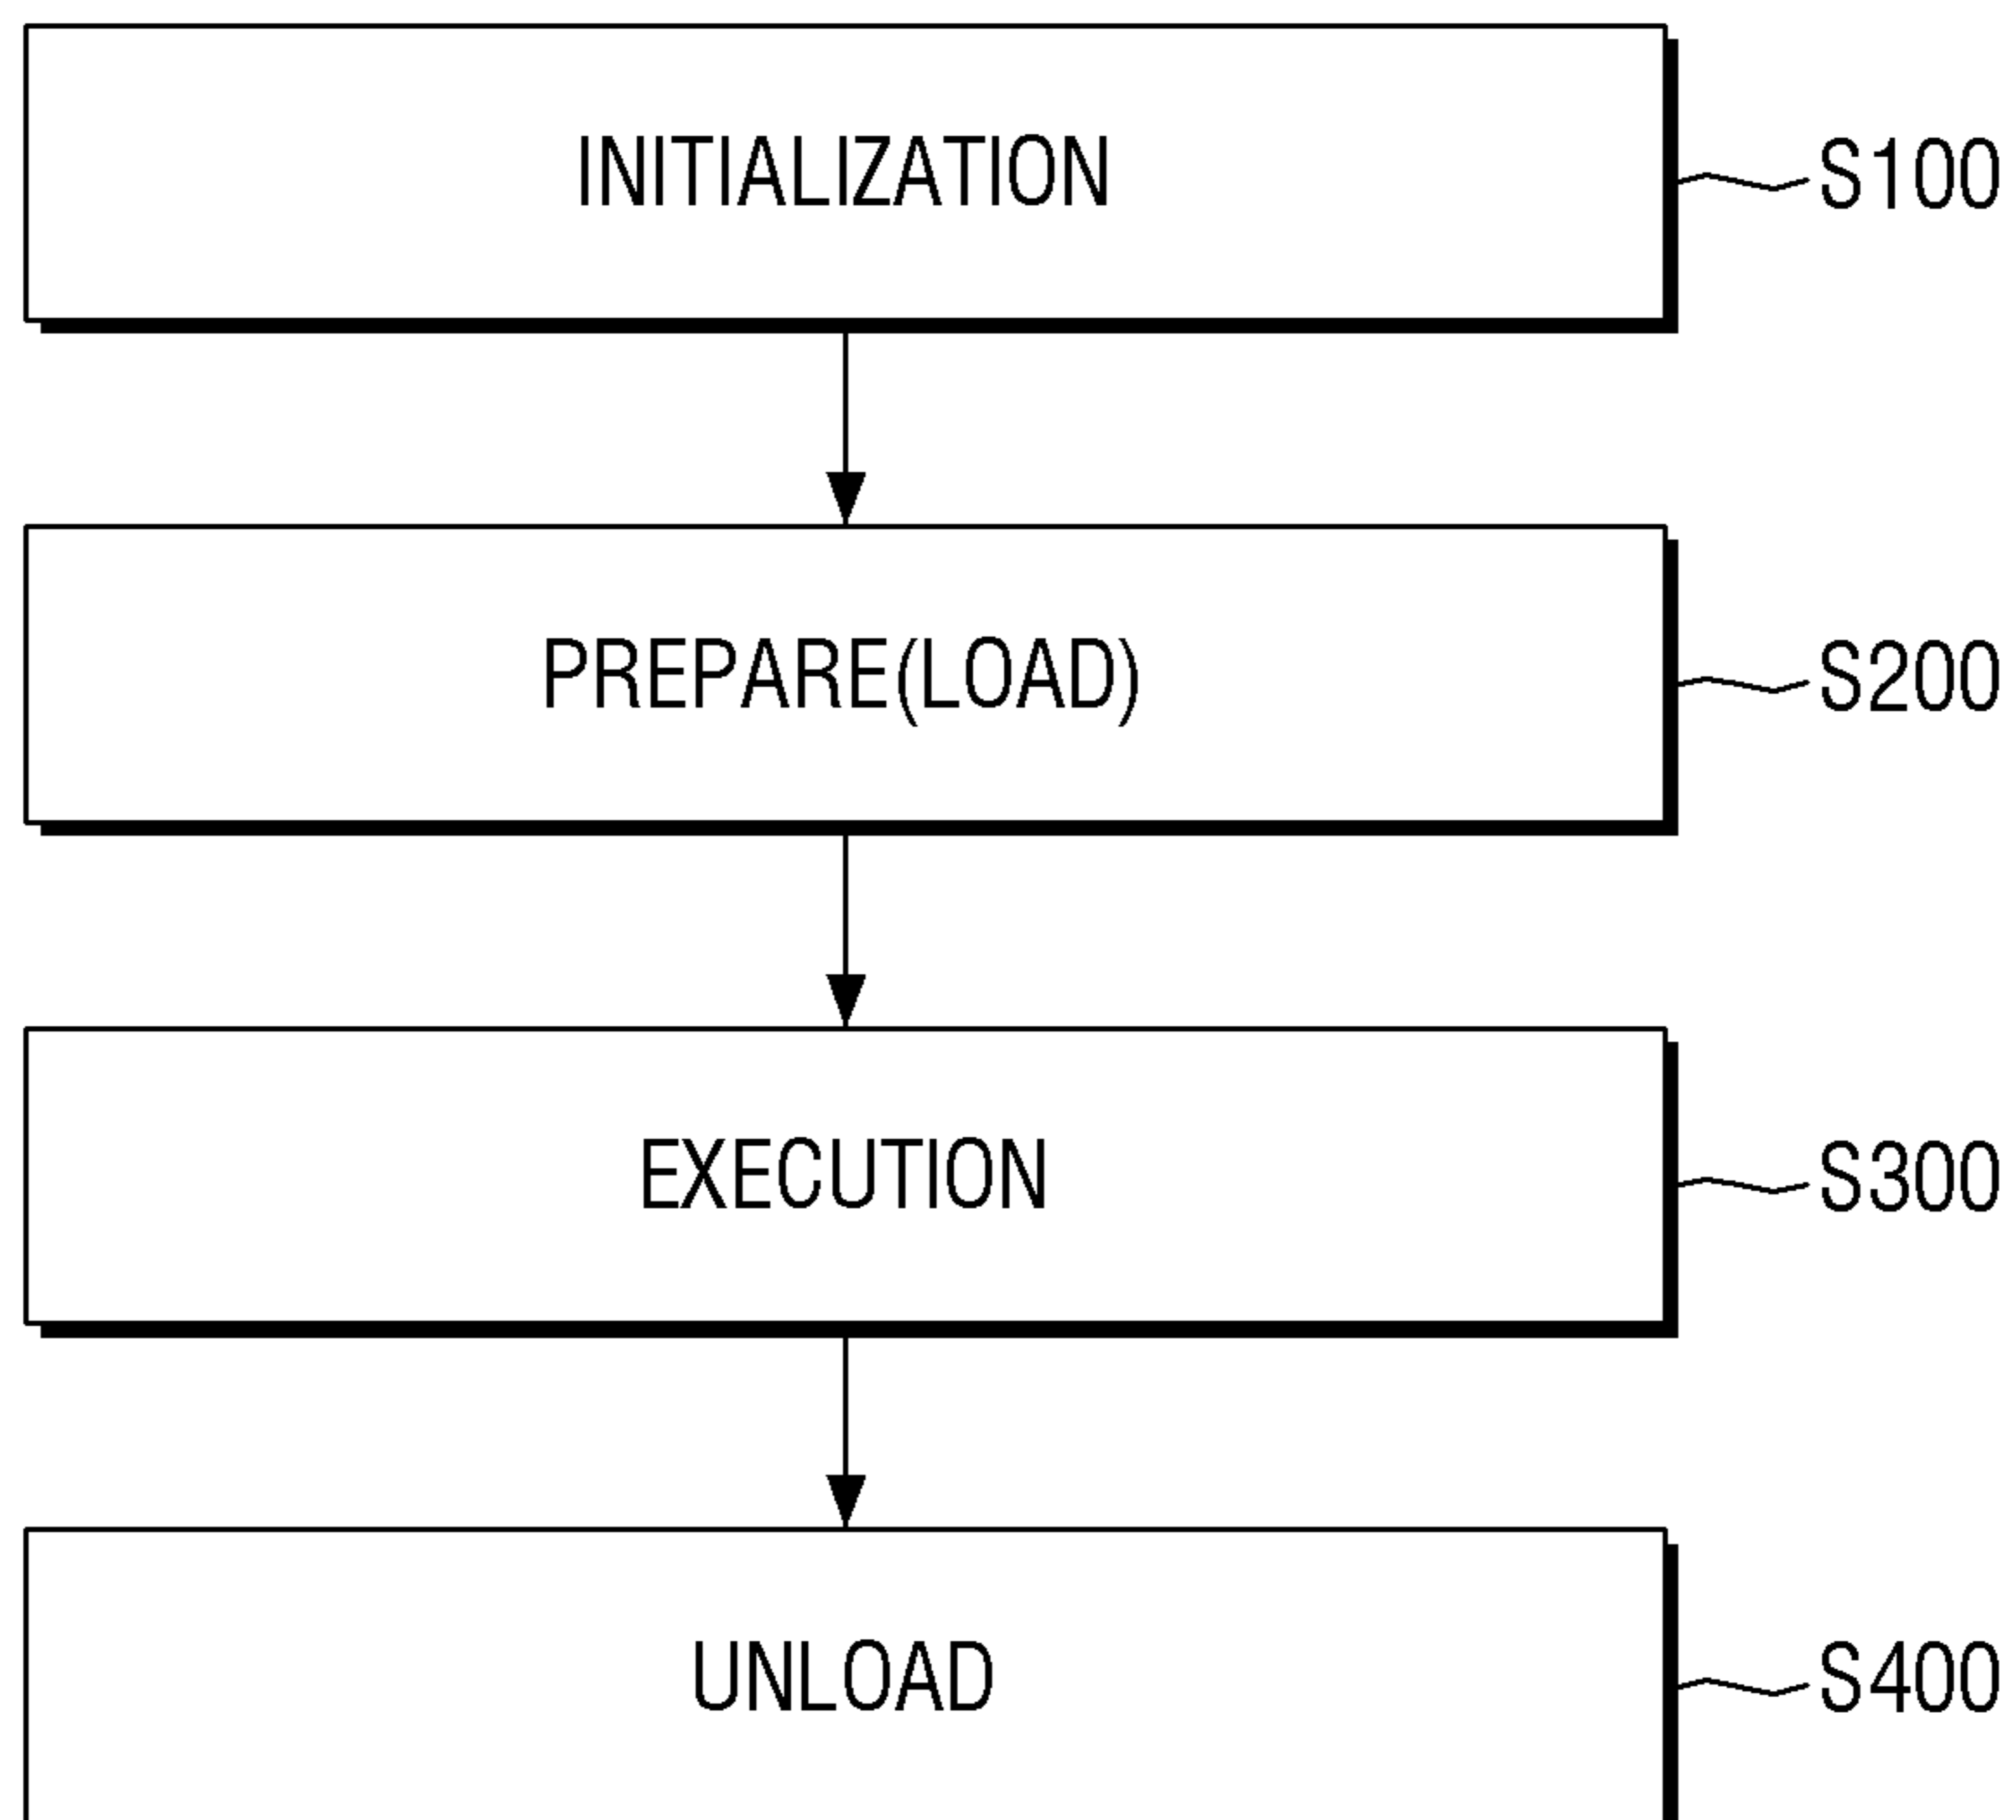 INITIALIZATION S100
PREPARE(LOAD) S200
EXECUTION S300
UNLOAD S400